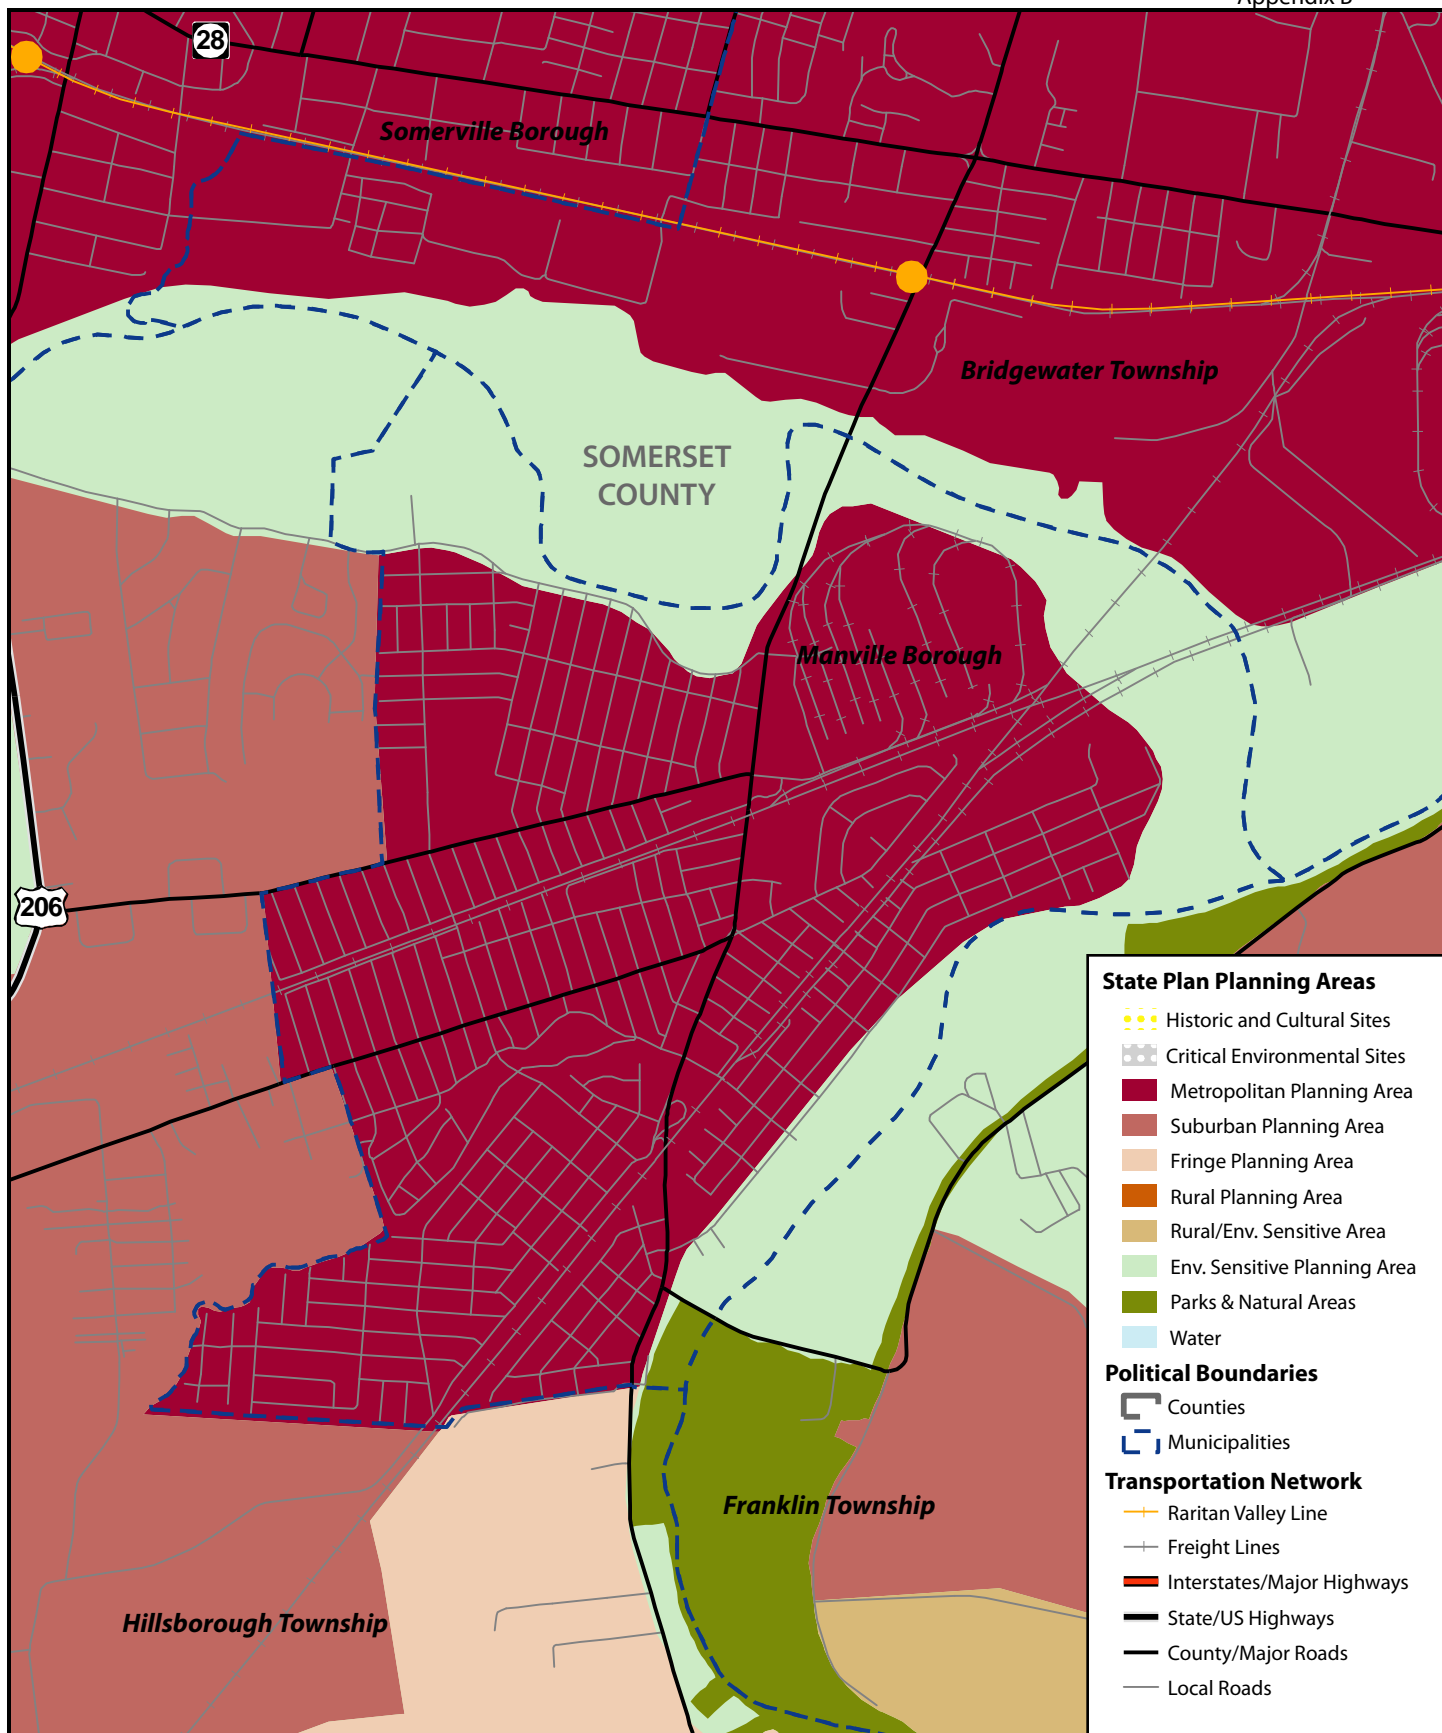 Appendix B
28
Somerville Borough
Bridgewater Township
SOMERSET
COUNTY
Manville Borough
206
Franklin Township
Hillsborough Township
State Plan Planning Areas
Historic and Cultural Sites
Critical Environmental Sites
Metropolitan Planning Area
Suburban Planning Area
Fringe Planning Area
Rural Planning Area
Rural/Env. Sensitive Area
Env. Sensitive Planning Area
Parks & Natural Areas
Water
Political Boundaries
Counties
Municipalities
Transportation Network
Raritan Valley Line
Freight Lines
Interstates/Major Highways
State/US Highways
County/Major Roads
Local Roads